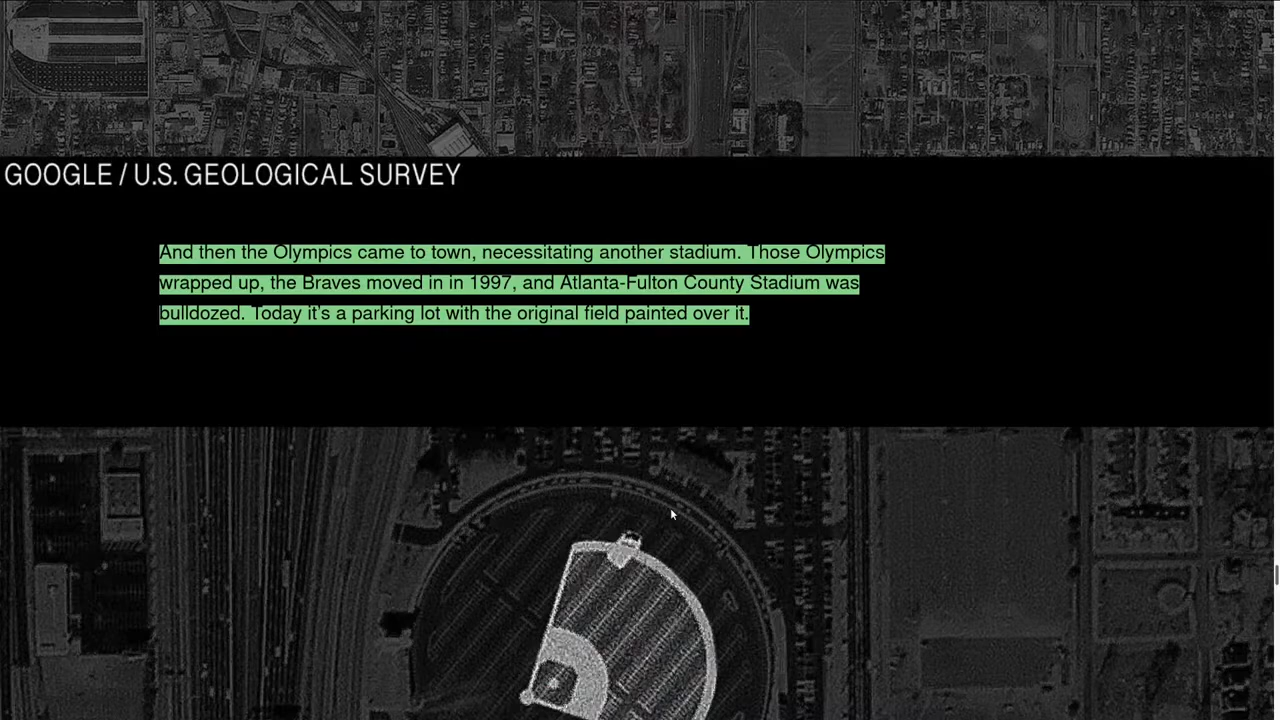 GOOGLE / U.S. GEOLOGICAL SURVEY
And then the Olympics came to town, necessitating another stadium. Those Olympics
wrapped up, the Braves moved in in 1997, and Atlanta-Fulton County Stadium was
bulldozed. Today it's a parking lot with the original field painted over it.